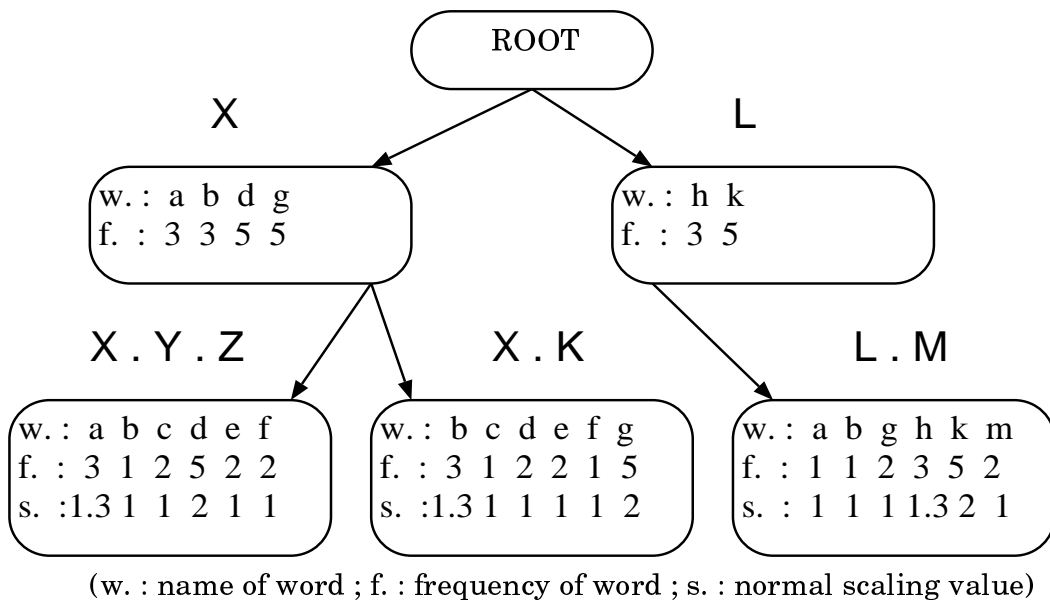 ROOT
X
L
w. : a b d g
f. : 3 3 5 5
w. : h k
f. : 3 5
X . Y . Z
X . K
L . M
w. : a b c d e f
f. : 3 1 2 5 2 2
s. :1.3 1 1 2 1 1
w. : b c d e f g
f. : 3 1 2 2 1 5
s. :1.3 1 1 1 1 2
w. : a b g h k m
f. : 1 1 2 3 5 2
s. : 1 1 1 1.3 2 1
(w. : name of word ; f. : frequency of word ; s. : normal scaling value)